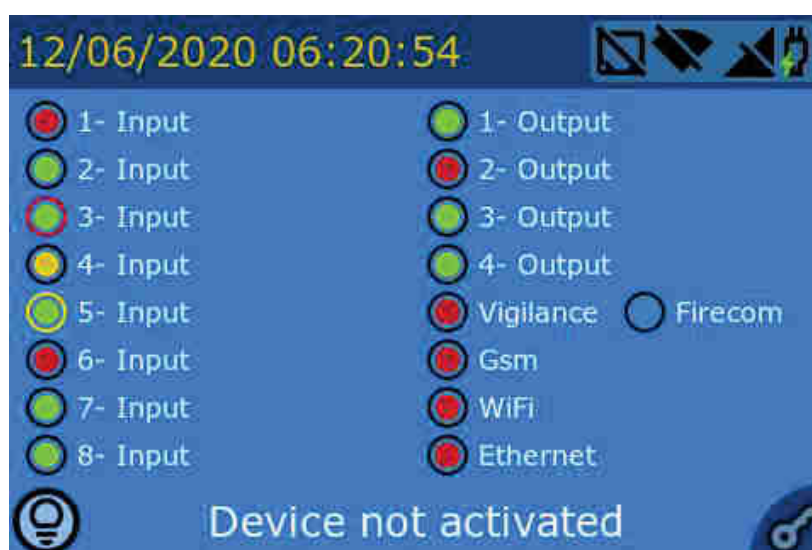 12/06/2020 06:20:54
1- Input
2- Input
3- Input
4- Input
5- Input
6- Input
7- Input
8- Input
1- Output
2- Output
3- Output
4- Output
Vigilance Firecom
Gsm
WiFi
Ethernet
Device not activated